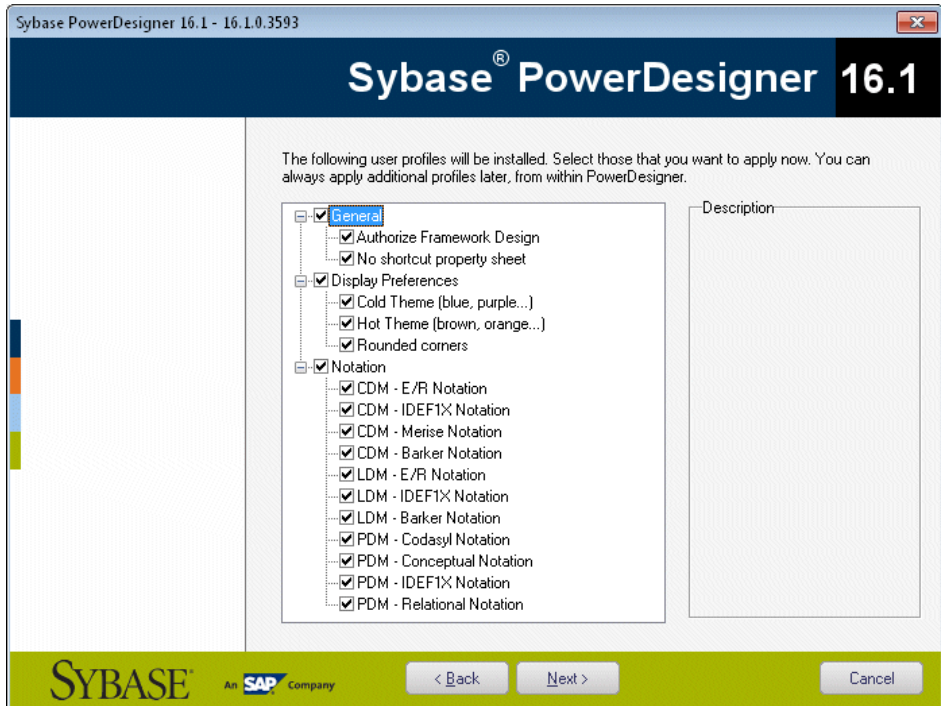 Sybase PowerDesigner 16.1 - 16.1.0.3593
Sybase® PowerDesigner 16.1
The following user profiles will be installed. Select those that you want to apply now. You can
always apply additional profiles later, from within PowerDesigner.
General
Authorize Framework Design
No shortcut property sheet
Display Preferences
Cold Theme (blue, purple...)
Hot Theme (brown, orange...)
Rounded corners
Notation
CDM - E/R Notation
CDM - IDEF1X Notation
CDM - Merise Notation
CDM - Barker Notation
LDM - E/R Notation
LDM - IDEF1X Notation
LDM - Barker Notation
PDM - Codasyl Notation
PDM - Conceptual Notation
PDM - IDEF1X Notation
PDM - Relational Notation
Description
SYBASE An SAP Company
< Back
Next >
Cancel